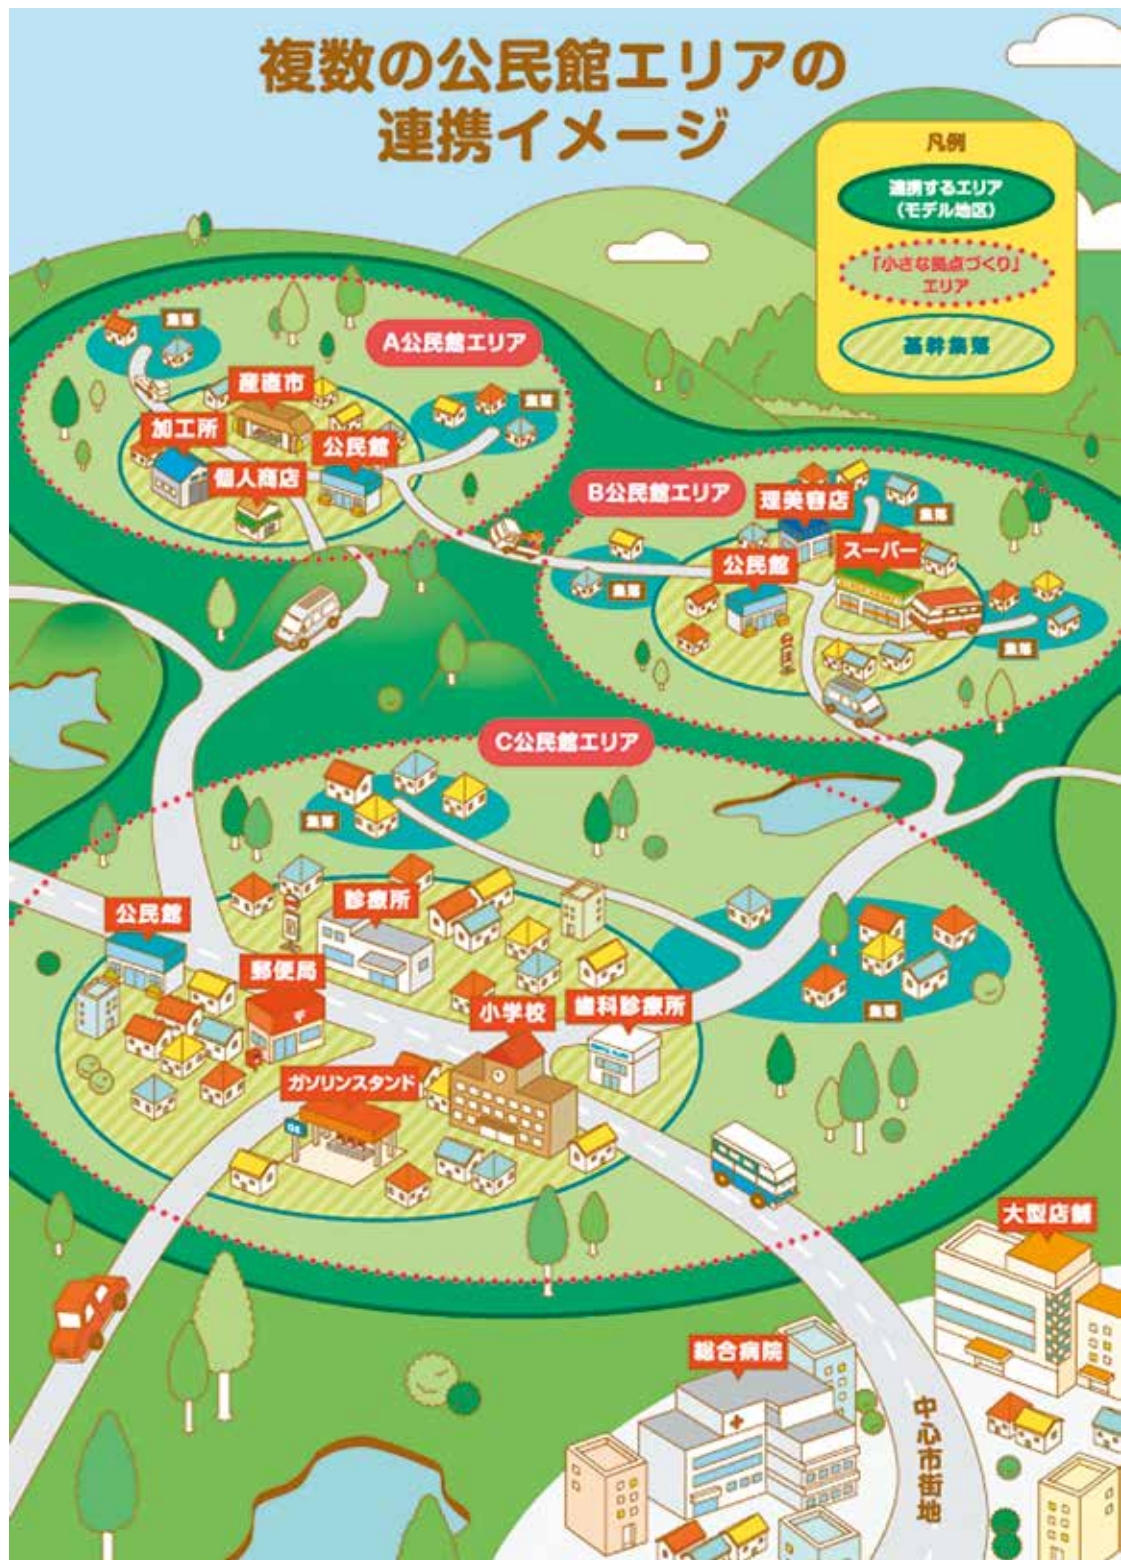 複数の公民館エリアの
連携イメージ
凡例
連携するエリア
(モデル地区)
「小さな拠点づくり」
エリア
基幹集落
A公民館エリア
集落
産直市
集落
加工所
公民館
個人商店
B公民館エリア
理美容店
集落
スーパー
公民館
集落
集落
C公民館エリア
集落
診療所
公民館
郵便局
小学校
歯科診療所
集落
ガソリンスタンド
GS
大型店舗
総合病院
中心市街地